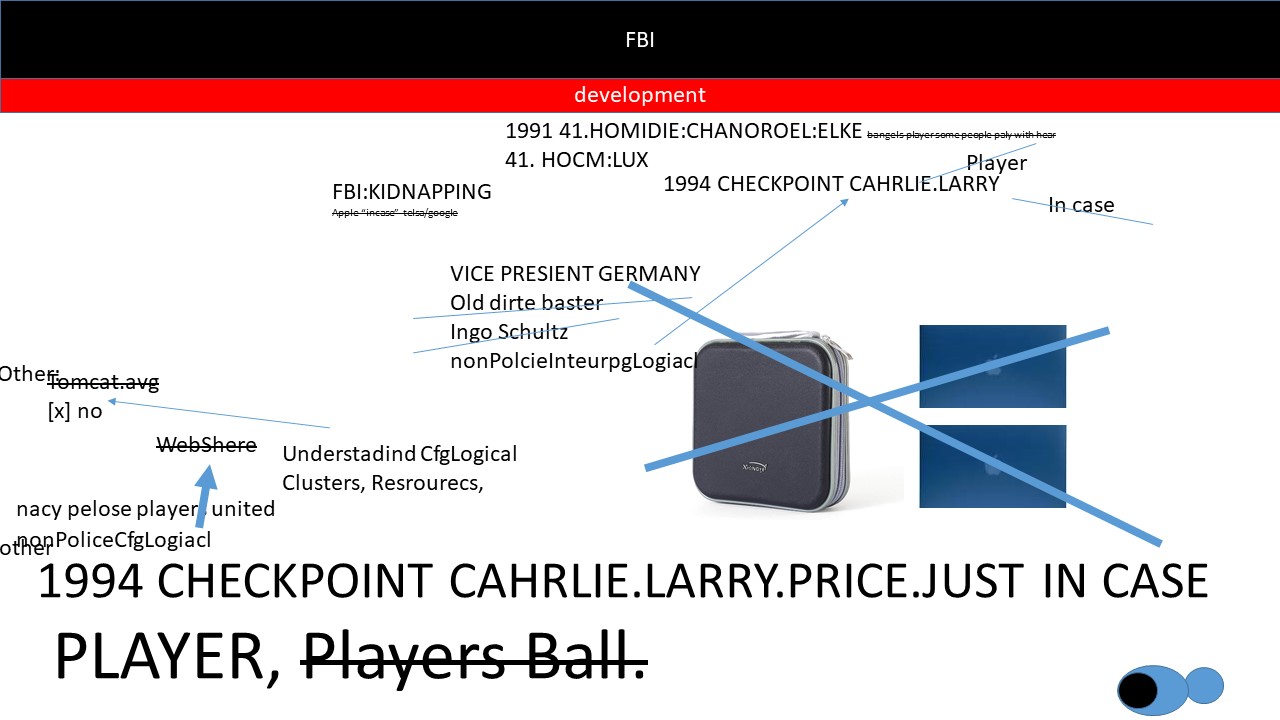 FBI
development
1991 41.HOMIDIE:CHANOROEL:ELKE bangels player some people paly with hear
41. HOCM:LUX
Player
1994 CHECKPOINT CAHRLIE.LARRY
FBI:KIDNAPPING
In case
Apple “incase” telsa/google
VICE PRESIENT GERMANY
Old dirte baster
Ingo Schultz
nonPolcieInteurpgLogiacl
Other:
Tomcat.avg
[x] no
WebShere
Understadind CfgLogical
Clusters, Resrourecs,
nacy pelose players united
nonPoliceCfgLogiacl
other
1994 CHECKPOINT CAHRLIE.LARRY.PRICE.JUST IN CASE
PLAYER, Players Ball.